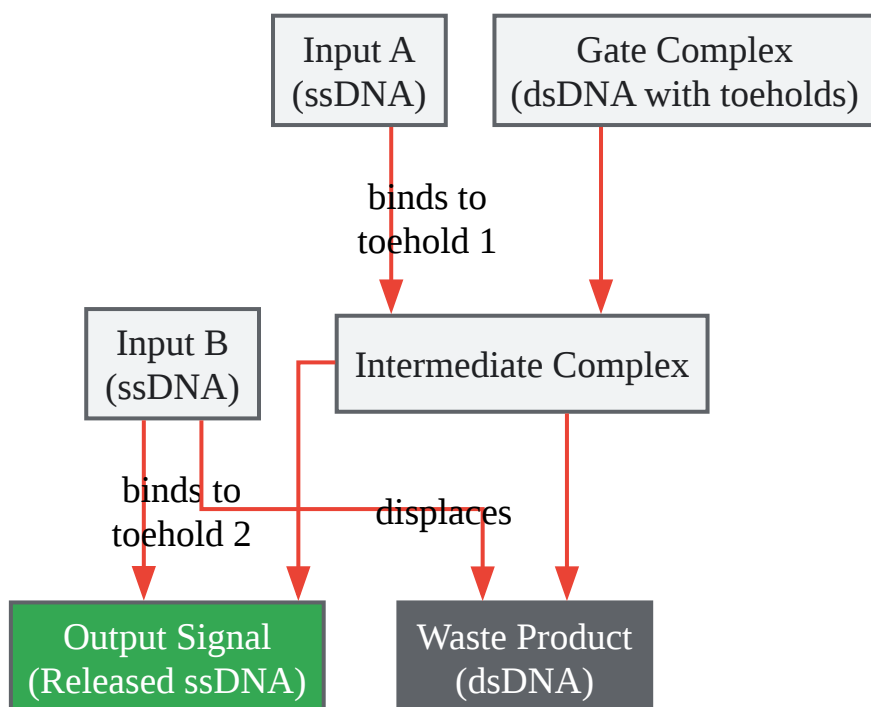 Input A
(ssDNA)
Gate Complex
(dsDNA with toeholds)
binds to
toehold 1
Input B
(ssDNA)
Intermediate Complex
binds to
toehold 2
displaces
Output Signal
(Released ssDNA)
Waste Product
(dsDNA)